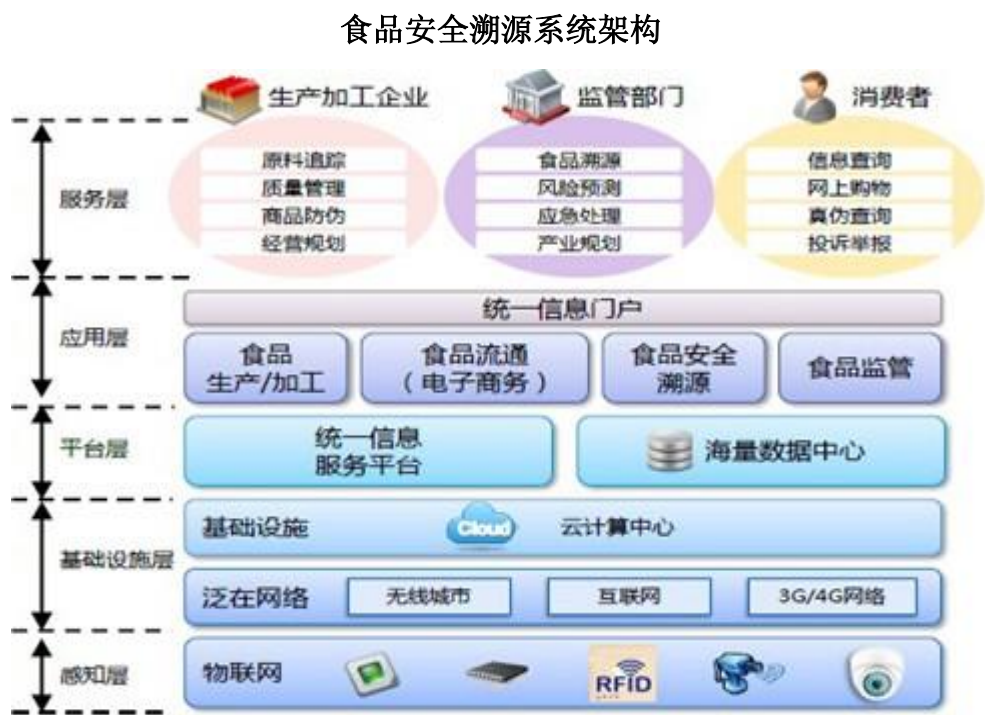 食品安全溯源系统架构
生产加工企业
监管部门
消费者
服务层
原料追踪
质量管理
商品防伪
经营规划
食品溯源
风险预测
应急处理
产业规划
信息查询
网上购物
真伪查询
投诉举报
应用层
统一信息门户
食品
生产/加工
食品流通
（电子商务）
食品安全
溯源
食品监管
平台层
统一信息
服务平台
海量数据中心
基础设施层
基础设施
Cloud
云计算中心
泛在网络
无线城市
互联网
3G/4G网络
感知层
物联网
RFID